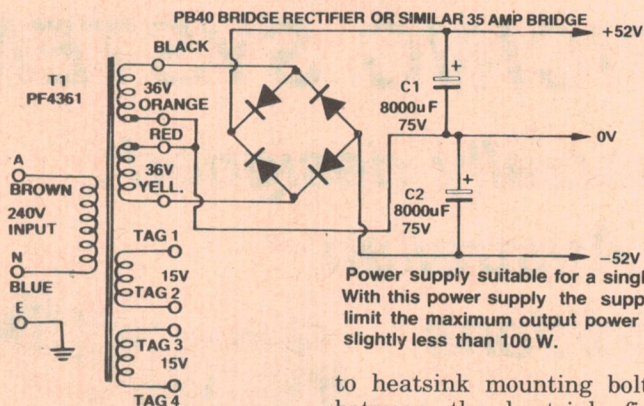 PB40 BRIDGE RECTIFIER OR SIMILAR 35 AMP BRIDGE
+52V
BLACK
T1
PF4361
36V
ORANGE
RED
36V
YELL.
C1
8000uF
75V
+
0V
A
BROWN
240V
INPUT
N
BLUE
E
C2
8000uF
75V
+
-52V
TAG 1
15V
TAG 2
TAG 3
15V
TAG 4
Power supply suitable for a singl
With this power supply the supp
limit the maximum output power
slightly less than 100 W.
to heatsink mounting bolt